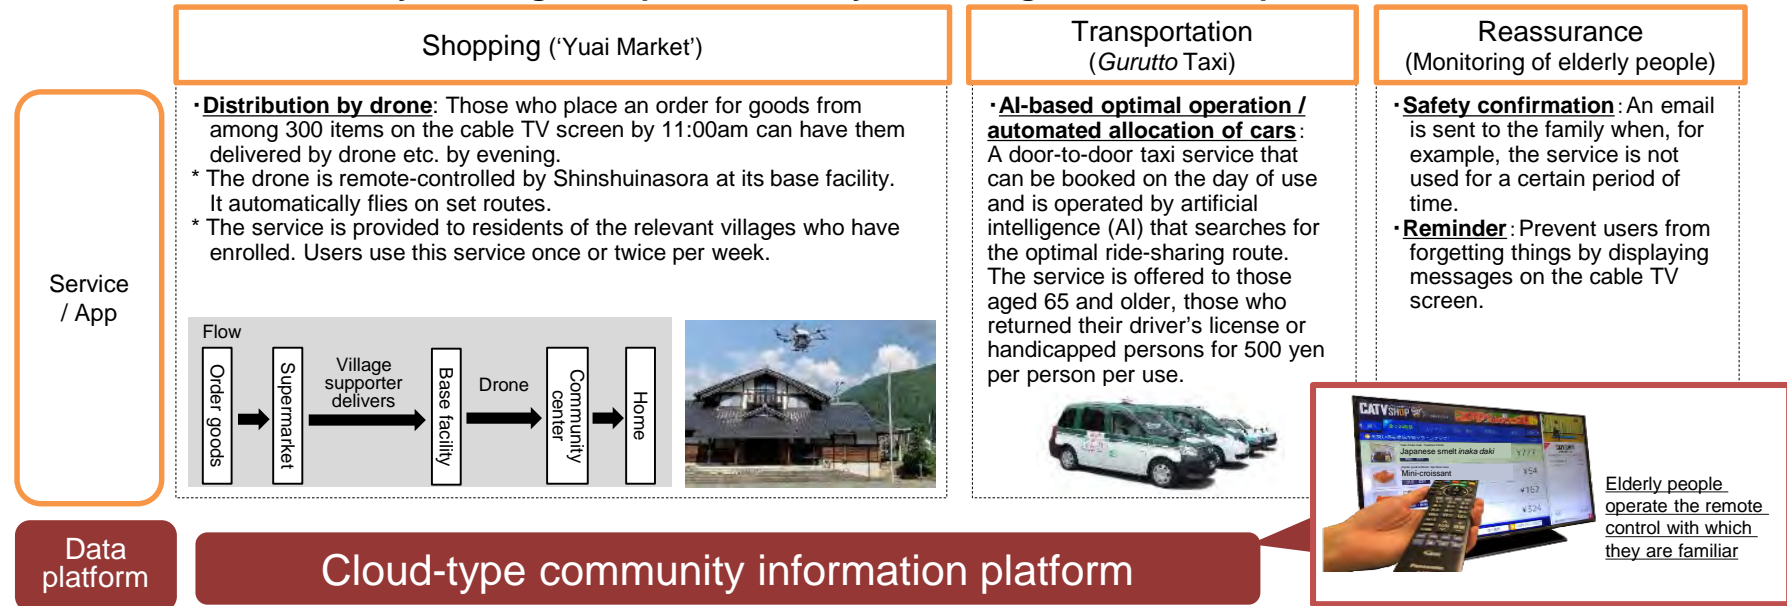 Shopping (‘Yuai Market’)
Transportation
(Gurutto Taxi)
Reassurance
(Monitoring of elderly people)
Service
/ App
・Distribution by drone: Those who place an order for goods from
among 300 items on the cable TV screen by 11:00am can have them
delivered by drone etc. by evening.
* The drone is remote-controlled by Shinshuinasora at its base facility.
It automatically flies on set routes.
* The service is provided to residents of the relevant villages who have
enrolled. Users use this service once or twice per week.
Flow
Order goods
Supermarket
Village
supporter
delivers
Base facility
Drone
Community
center
Home
・AI-based optimal operation /
automated allocation of cars:
A door-to-door taxi service that
can be booked on the day of use
and is operated by artificial
intelligence (AI) that searches for
the optimal ride-sharing route.
The service is offered to those
aged 65 and older, those who
returned their driver’s license or
handicapped persons for 500 yen
per person per use.
・Safety confirmation: An email
is sent to the family when, for
example, the service is not
used for a certain period of
time.
・Reminder: Prevent users from
forgetting things by displaying
messages on the cable TV
screen.
CATV SHOP
Japanese smelt inaka daki
¥777
Mini-croissant
¥54
¥162
¥324
Panasonic
Elderly people
operate the remote
control with which
they are familiar
Data
platform
Cloud-type community information platform